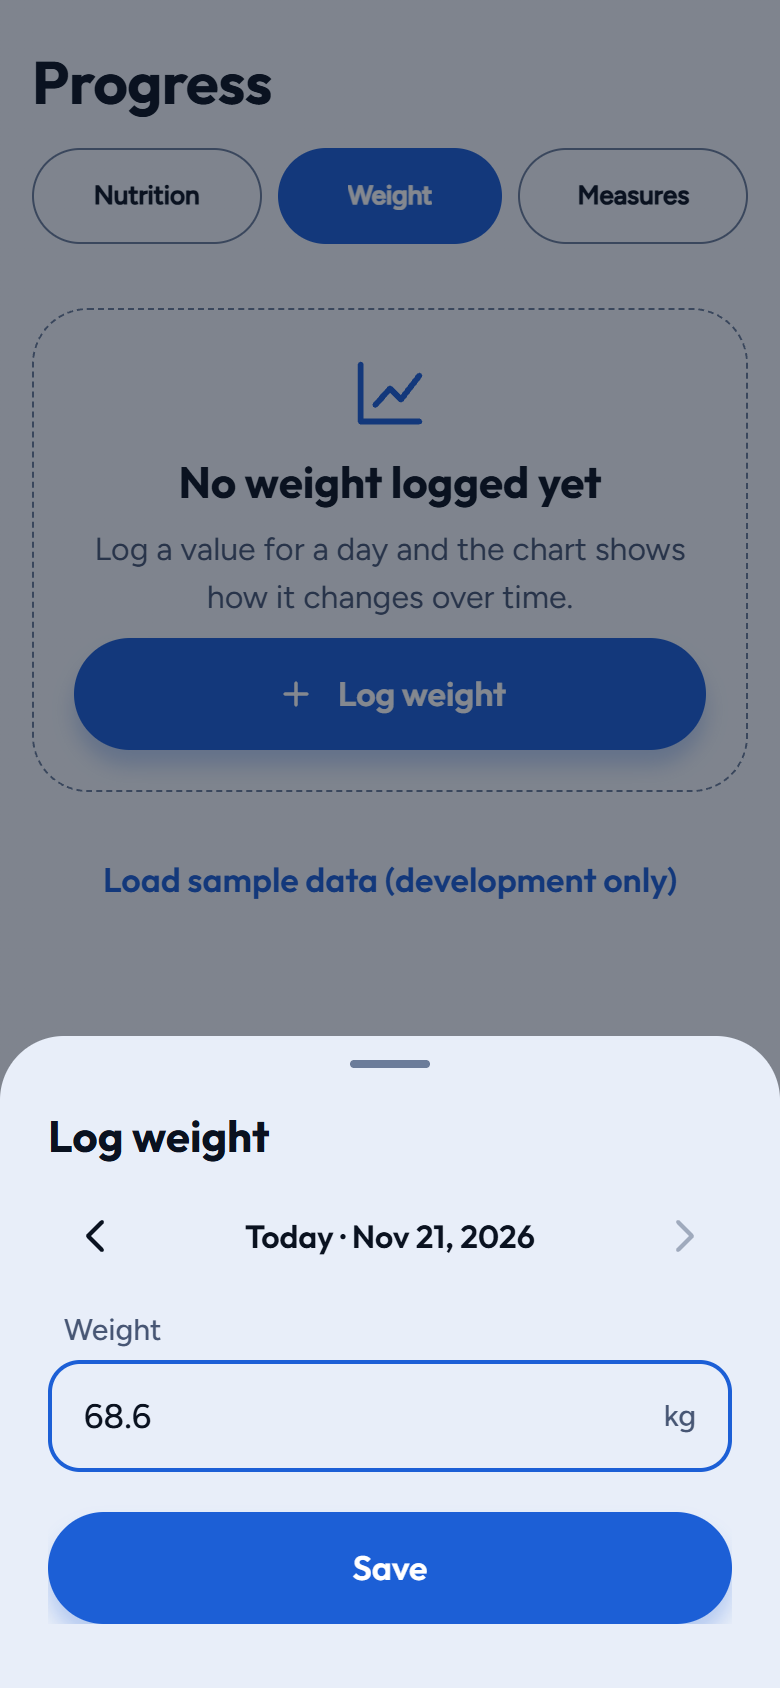 Progress
Nutrition
Weight
Measures
No weight logged yet
Log a value for a day and the chart shows
how it changes over time.
+ Log weight
Load sample data (development only)
Log weight
Today · Nov 21, 2026
Weight
68.6 kg
Save